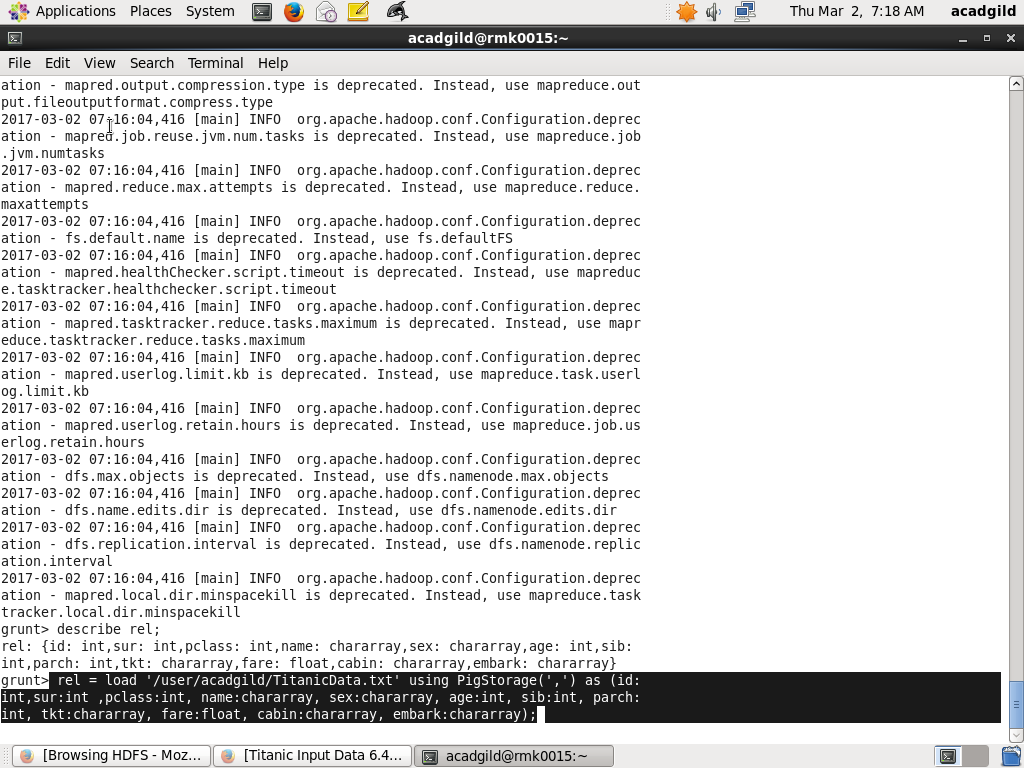 Applications Places System Thu Mar 2, 7:18 AM acadgild
acadgild@rmk0015:~
File Edit View Search Terminal Help
ation - mapred.output.compression.type is deprecated. Instead, use mapreduce.out
put.fileoutputformat.compress.type
2017-03-02 07:16:04,416 [main] INFO  org.apache.hadoop.conf.Configuration.deprec
ation - mapred.job.reuse.jvm.num.tasks is deprecated. Instead, use mapreduce.job
.jvm.numtasks
2017-03-02 07:16:04,416 [main] INFO  org.apache.hadoop.conf.Configuration.deprec
ation - mapred.reduce.max.attempts is deprecated. Instead, use mapreduce.reduce.
maxattempts
2017-03-02 07:16:04,416 [main] INFO  org.apache.hadoop.conf.Configuration.deprec
ation - fs.default.name is deprecated. Instead, use fs.defaultFS
2017-03-02 07:16:04,416 [main] INFO  org.apache.hadoop.conf.Configuration.deprec
ation - mapred.healthChecker.script.timeout is deprecated. Instead, use mapreduc
e.tasktracker.healthchecker.script.timeout
2017-03-02 07:16:04,416 [main] INFO  org.apache.hadoop.conf.Configuration.deprec
ation - mapred.tasktracker.reduce.tasks.maximum is deprecated. Instead, use mapr
educe.tasktracker.reduce.tasks.maximum
2017-03-02 07:16:04,416 [main] INFO  org.apache.hadoop.conf.Configuration.deprec
ation - mapred.userlog.limit.kb is deprecated. Instead, use mapreduce.task.userl
og.limit.kb
2017-03-02 07:16:04,416 [main] INFO  org.apache.hadoop.conf.Configuration.deprec
ation - mapred.userlog.retain.hours is deprecated. Instead, use mapreduce.job.us
erlog.retain.hours
2017-03-02 07:16:04,416 [main] INFO  org.apache.hadoop.conf.Configuration.deprec
ation - dfs.max.objects is deprecated. Instead, use dfs.namenode.max.objects
2017-03-02 07:16:04,416 [main] INFO  org.apache.hadoop.conf.Configuration.deprec
ation - dfs.name.edits.dir is deprecated. Instead, use dfs.namenode.edits.dir
2017-03-02 07:16:04,416 [main] INFO  org.apache.hadoop.conf.Configuration.deprec
ation - dfs.replication.interval is deprecated. Instead, use dfs.namenode.replic
ation.interval
2017-03-02 07:16:04,416 [main] INFO  org.apache.hadoop.conf.Configuration.deprec
ation - mapred.local.dir.minspacekill is deprecated. Instead, use mapreduce.task
tracker.local.dir.minspacekill
grunt> describe rel;
rel: {id: int,sur: int,pclass: int,name: chararray,sex: chararray,age: int,sib:
int,parch: int,tkt: chararray,fare: float,cabin: chararray,embark: chararray}
grunt> rel = load '/user/acadgild/TitanicData.txt' using PigStorage(',') as (id:
int,sur:int ,pclass:int, name:chararray, sex:chararray, age:int, sib:int, parch:
int, tkt:chararray, fare:float, cabin:chararray, embark:chararray);
[Browsing HDFS - Moz... [Titanic Input Data 6.4... acadgild@rmk0015:~